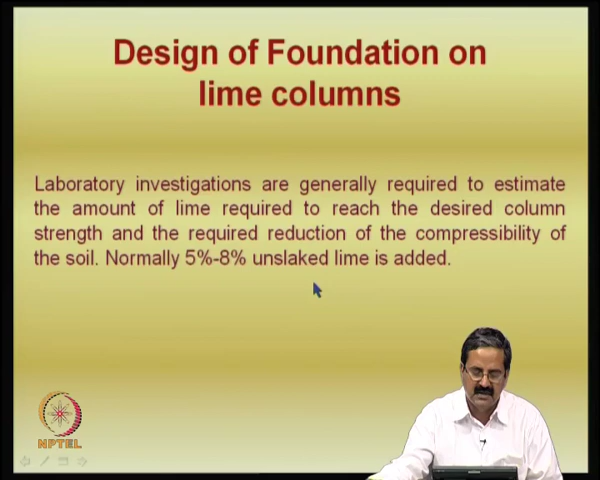 Design of Foundation on
lime columns
Laboratory investigations are generally required to estimate
the amount of lime required to reach the desired column
strength and the required reduction of the compressibility of
the soil. Normally 5%-8% unslaked lime is added.
NPTEL